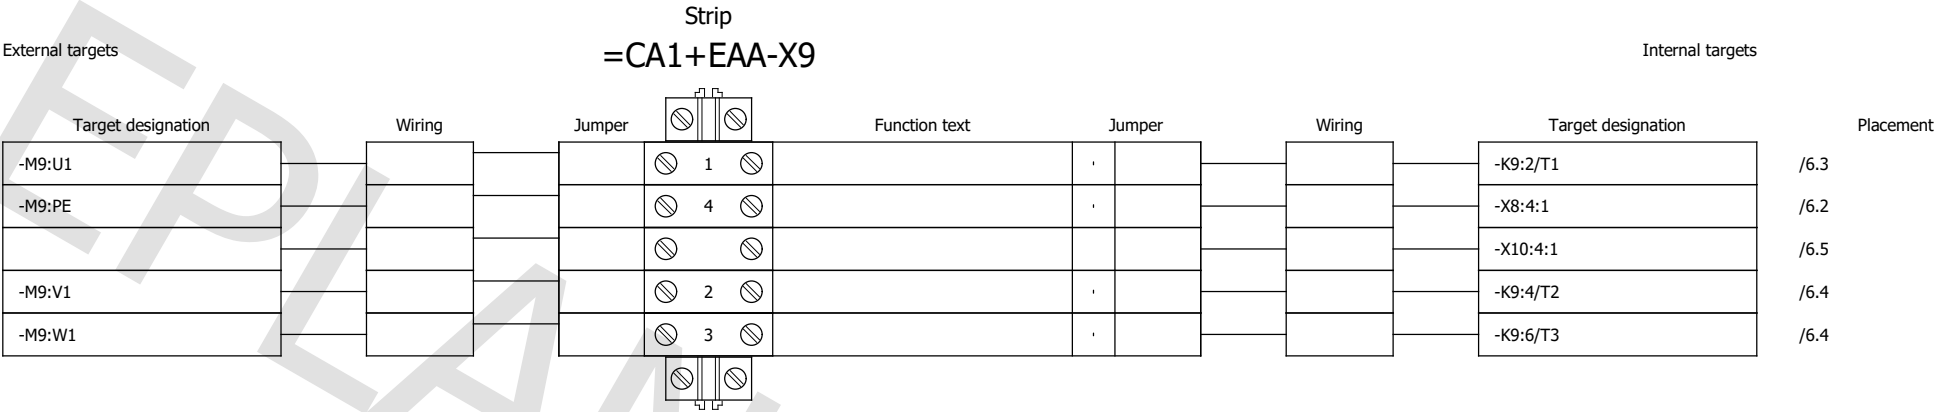 Strip
External targets =CA1+EAA-X9 Internal targets
Target designation Wiring Jumper Function text Jumper Wiring Target designation Placement
-M9:U1 1 ' -K9:2/T1 /6.3
-M9:PE 4 ' -X8:4:1 /6.2
-X10:4:1 /6.5
-M9:V1 2 ' -K9:4/T2 /6.4
-M9:W1 3 ' -K9:6/T3 /6.4
EPLAN